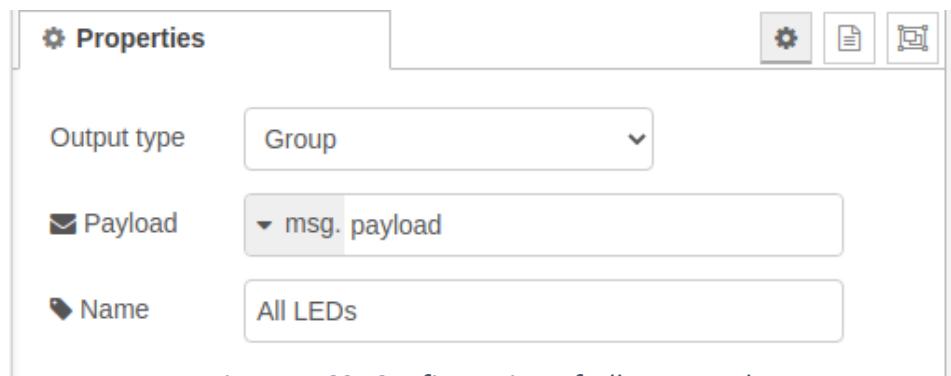 Properties
Output type Group
Payload msg. payload
Name All LEDs